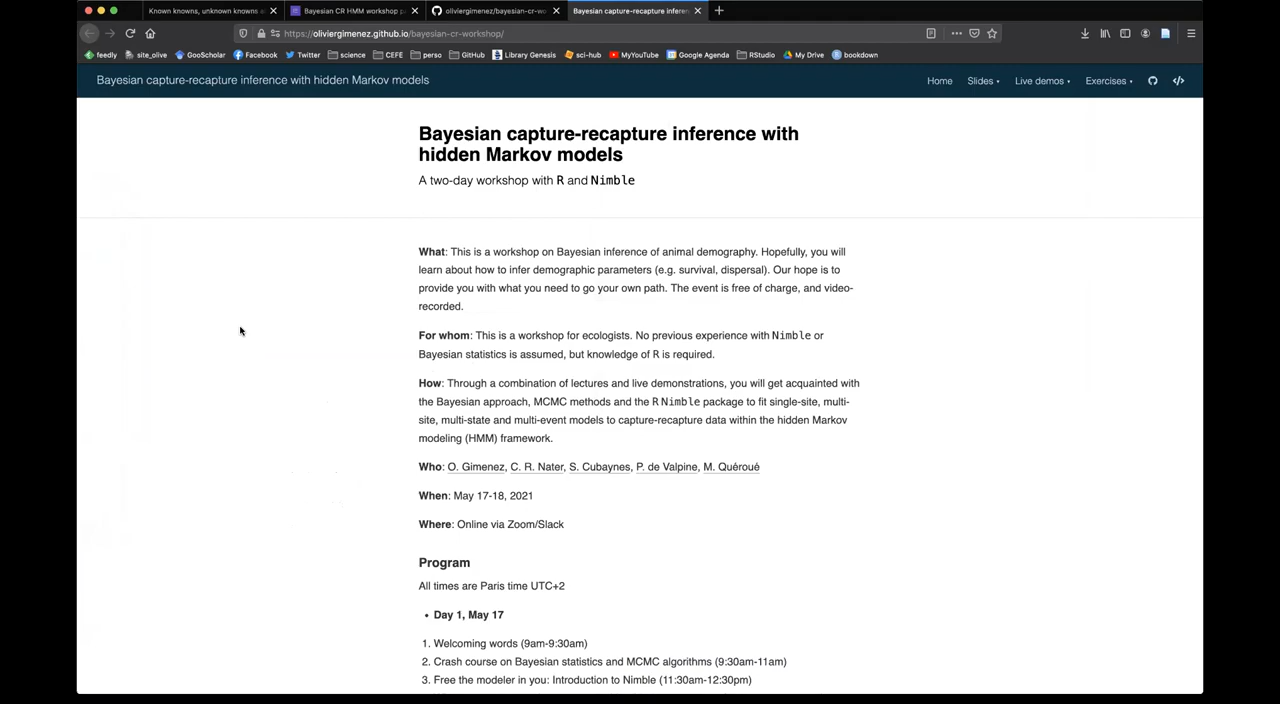 Known knowns, unknown knowns a
Bayesian CR HMM workshop pa
oliviergimenez/bayesian-cr-wo
Bayesian capture-recapture inferen
https://oliviergimenez.github.io/bayesian-cr-workshop/
feedly site_olive GooScholar Facebook Twitter science CEFE perso GitHub Library Genesis sci-hub MyYouTube Google Agenda RStudio My Drive bookdown
Bayesian capture-recapture inference with hidden Markov models
Home Slides Live demos Exercises
Bayesian capture-recapture inference with
hidden Markov models
A two-day workshop with R and Nimble
What: This is a workshop on Bayesian inference of animal demography. Hopefully, you will
learn about how to infer demographic parameters (e.g. survival, dispersal). Our hope is to
provide you with what you need to go your own path. The event is free of charge, and video-
recorded.
For whom: This is a workshop for ecologists. No previous experience with Nimble or
Bayesian statistics is assumed, but knowledge of R is required.
How: Through a combination of lectures and live demonstrations, you will get acquainted with
the Bayesian approach, MCMC methods and the R Nimble package to fit single-site, multi-
site, multi-state and multi-event models to capture-recapture data within the hidden Markov
modeling (HMM) framework.
Who: O. Gimenez, C. R. Nater, S. Cubaynes, P. de Valpine, M. Quéroué
When: May 17-18, 2021
Where: Online via Zoom/Slack
Program
All times are Paris time UTC+2
• Day 1, May 17
1. Welcoming words (9am-9:30am)
2. Crash course on Bayesian statistics and MCMC algorithms (9:30am-11am)
3. Free the modeler in you: Introduction to Nimble (11:30am-12:30pm)